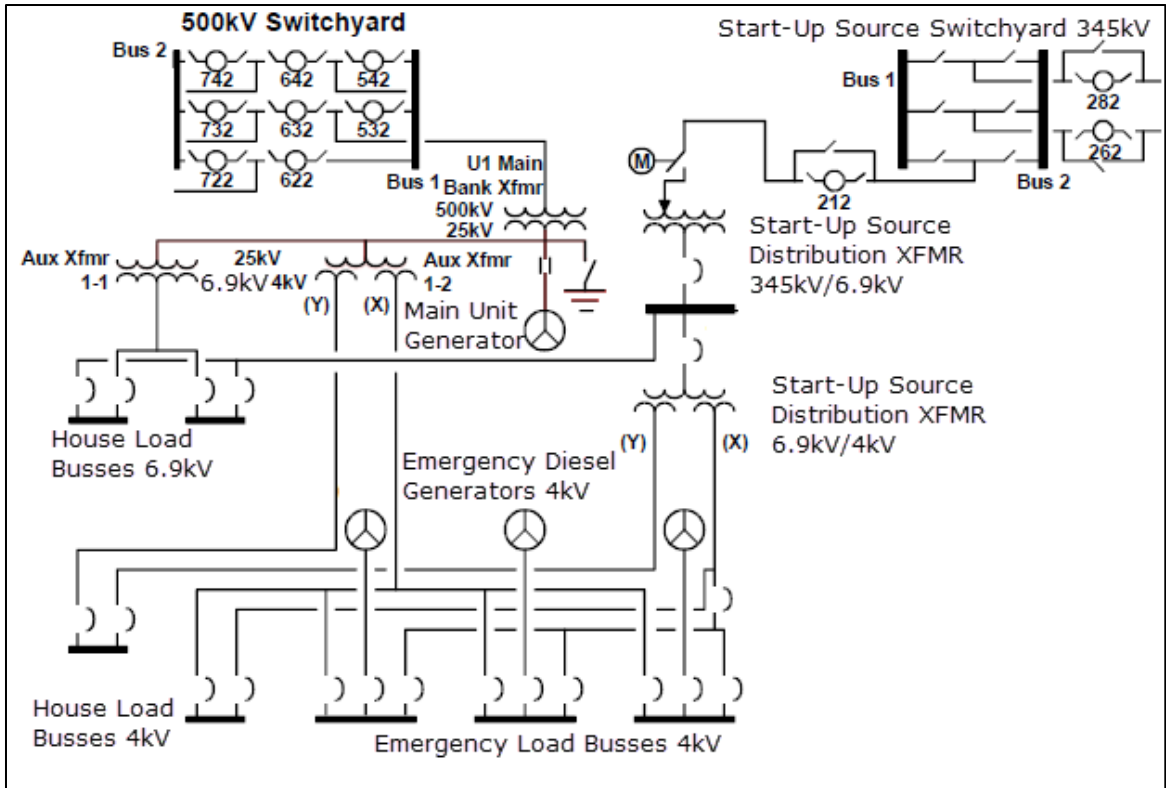 500kV Switchyard
Start-Up Source Switchyard 345kV
Bus 2
742
642
542
732
632
532
722
622
Bus 1
Bus 1
Bus 2
282
262
212
M
U1 Main
Bank Xfmr
500kV
25kV
Start-Up Source
Distribution XFMR
345kV/6.9kV
Aux Xfmr
1-1
6.9kV
25kV
4kV
Aux Xfmr
1-2
(Y)
(X)
Main Unit
Generator
Start-Up Source
Distribution XFMR
6.9kV/4kV
(Y)
(X)
House Load
Busses 6.9kV
Emergency Diesel
Generators 4kV
House Load
Busses 4kV
Emergency Load Busses 4kV